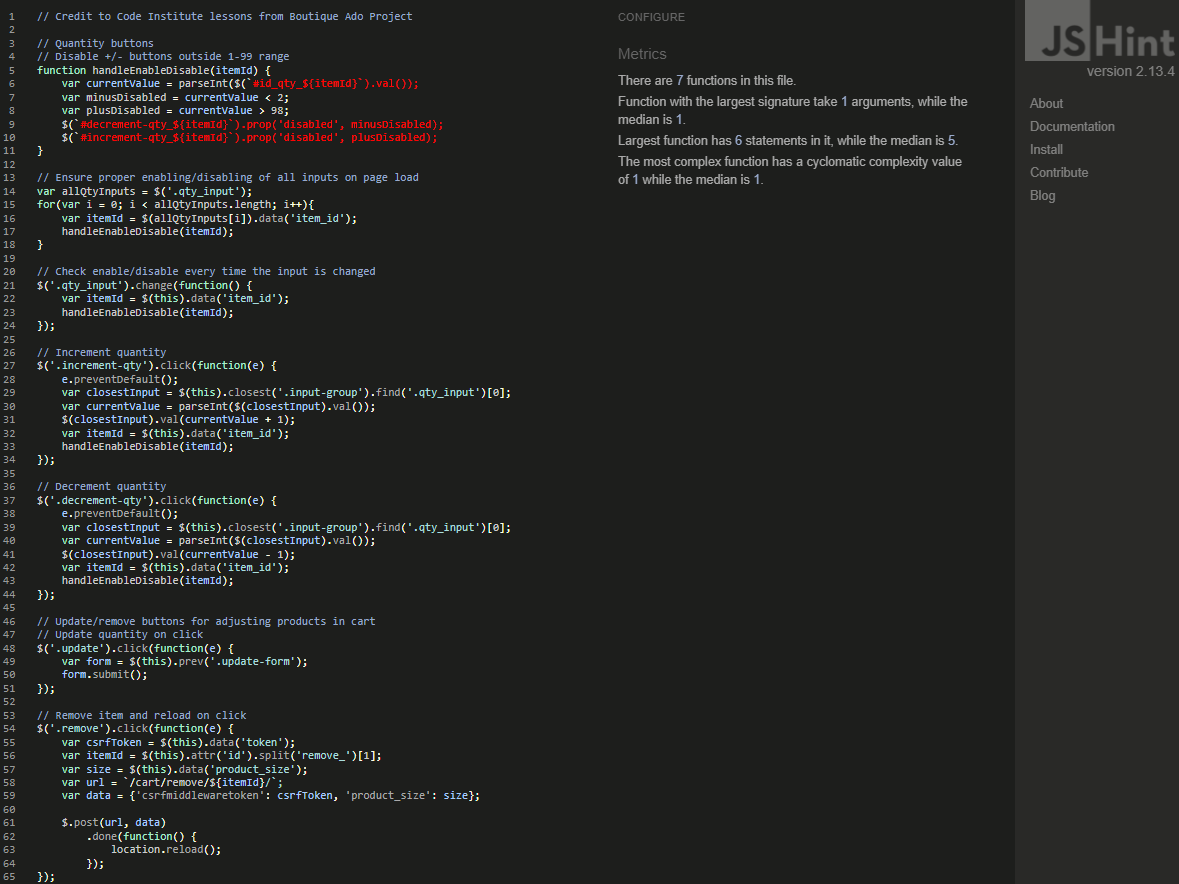 1 // Credit to Code Institute lessons from Boutique Ado Project
2
3 // Quantity buttons
4 // Disable +/- buttons outside 1-99 range
5 function handleEnableDisable(itemId) {
6 var currentValue = parseInt($(`#id_qty_${itemId}`).val());
7 var minusDisabled = currentValue < 2;
8 var plusDisabled = currentValue > 98;
9 $(`#decrement-qty_${itemId}`).prop('disabled', minusDisabled);
10 $(`#increment-qty_${itemId}`).prop('disabled', plusDisabled);
11 }
12
13 // Ensure proper enabling/disabling of all inputs on page load
14 var allQtyInputs = $('.qty_input');
15 for(var i = 0; i < allQtyInputs.length; i++){
16 var itemId = $(allQtyInputs[i]).data('item_id');
17 handleEnableDisable(itemId);
18 }
19
20 // Check enable/disable every time the input is changed
21 $('.qty_input').change(function() {
22 var itemId = $(this).data('item_id');
23 handleEnableDisable(itemId);
24 });
25
26 // Increment quantity
27 $('.increment-qty').click(function(e) {
28 e.preventDefault();
29 var closestInput = $(this).closest('.input-group').find('.qty_input')[0];
30 var currentValue = parseInt($(closestInput).val());
31 $(closestInput).val(currentValue + 1);
32 var itemId = $(this).data('item_id');
33 handleEnableDisable(itemId);
34 });
35
36 // Decrement quantity
37 $('.decrement-qty').click(function(e) {
38 e.preventDefault();
39 var closestInput = $(this).closest('.input-group').find('.qty_input')[0];
40 var currentValue = parseInt($(closestInput).val());
41 $(closestInput).val(currentValue - 1);
42 var itemId = $(this).data('item_id');
43 handleEnableDisable(itemId);
44 });
45
46 // Update/remove buttons for adjusting products in cart
47 // Update quantity on click
48 $('.update').click(function(e) {
49 var form = $(this).prev('.update-form');
50 form.submit();
51 });
52
53 // Remove item and reload on click
54 $('.remove').click(function(e) {
55 var csrfToken = $(this).data('token');
56 var itemId = $(this).attr('id').split('remove_')[1];
57 var size = $(this).data('product_size');
58 var url = `/cart/remove/${itemId}/`;
59 var data = {'csrfmiddlewaretoken': csrfToken, 'product_size': size};
60
61 $.post(url, data)
62 .done(function() {
63 location.reload();
64 });
65 });
CONFIGURE
Metrics
There are 7 functions in this file.
Function with the largest signature take 1 arguments, while the
median is 1.
Largest function has 6 statements in it, while the median is 5.
The most complex function has a cyclomatic complexity value
of 1 while the median is 1.
JSHint
version 2.13.4
About
Documentation
Install
Contribute
Blog